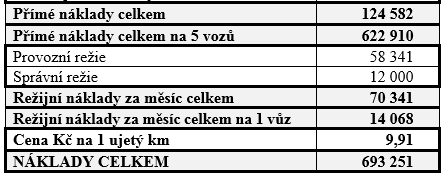 Přímé náklady celkem 124 582
Přímé náklady celkem na 5 vozů 622 910
Provozní režie 58 341
Správní režie 12 000
Režijní náklady za měsíc celkem 70 341
Režijní náklady za měsíc celkem na 1 vůz 14 068
Cena Kč na 1 ujetý km 9,91
NÁKLADY CELKEM 693 251